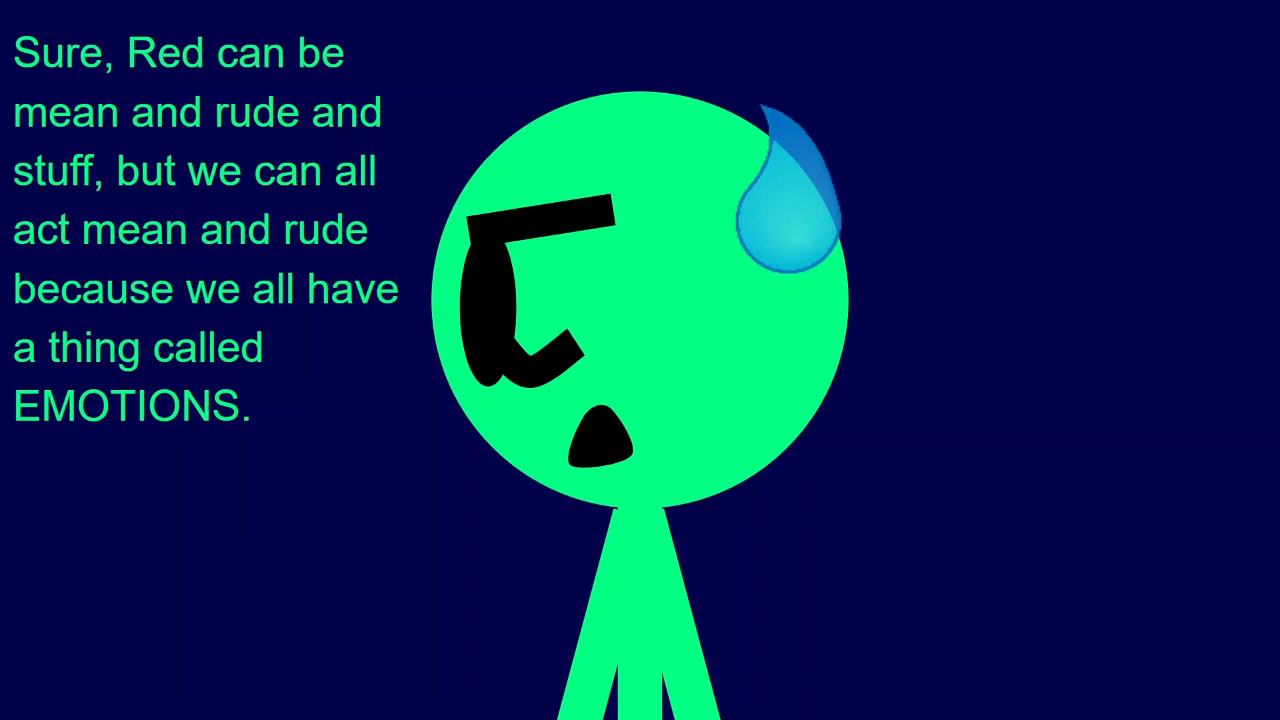 Sure, Red can be
mean and rude and
stuff, but we can all
act mean and rude
because we all have
a thing called
EMOTIONS.